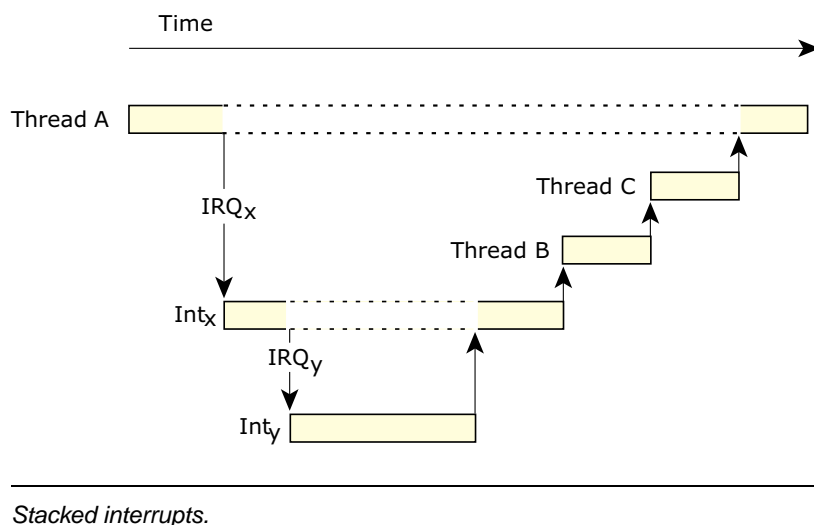 Time
Thread A
Thread C
IRQx
Thread B
Intx
IRQy
Inty
Stacked interrupts.